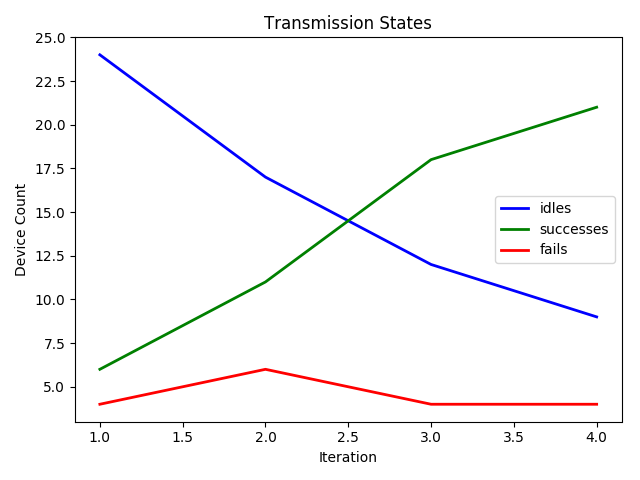 Transmission States
Device Count
25.0
22.5
20.0
17.5
15.0
12.5
10.0
7.5
5.0
idles
successes
fails
1.0 1.5 2.0 2.5 3.0 3.5 4.0
Iteration